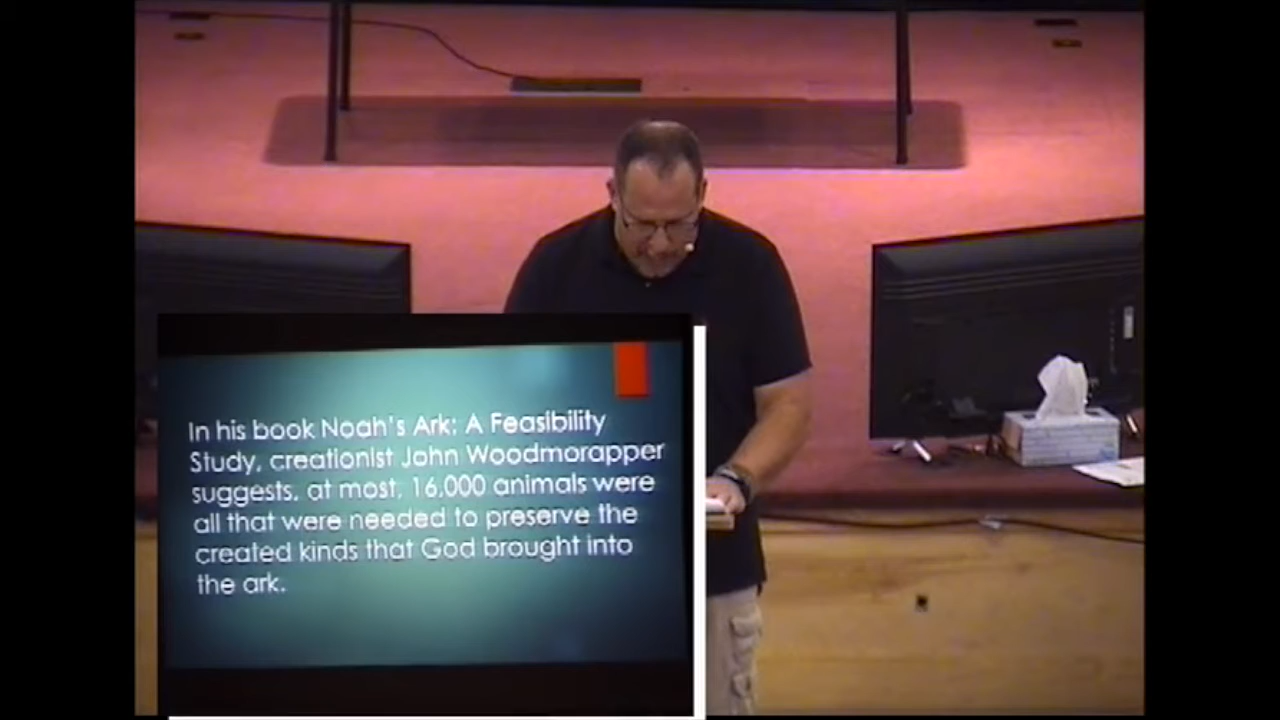 In his book Noah's Ark: A Feasibility
Study, creationist John Woodmorapper
suggests, at most, 16,000 animals were
all that were needed to preserve the
created kinds that God brought into
the ark.